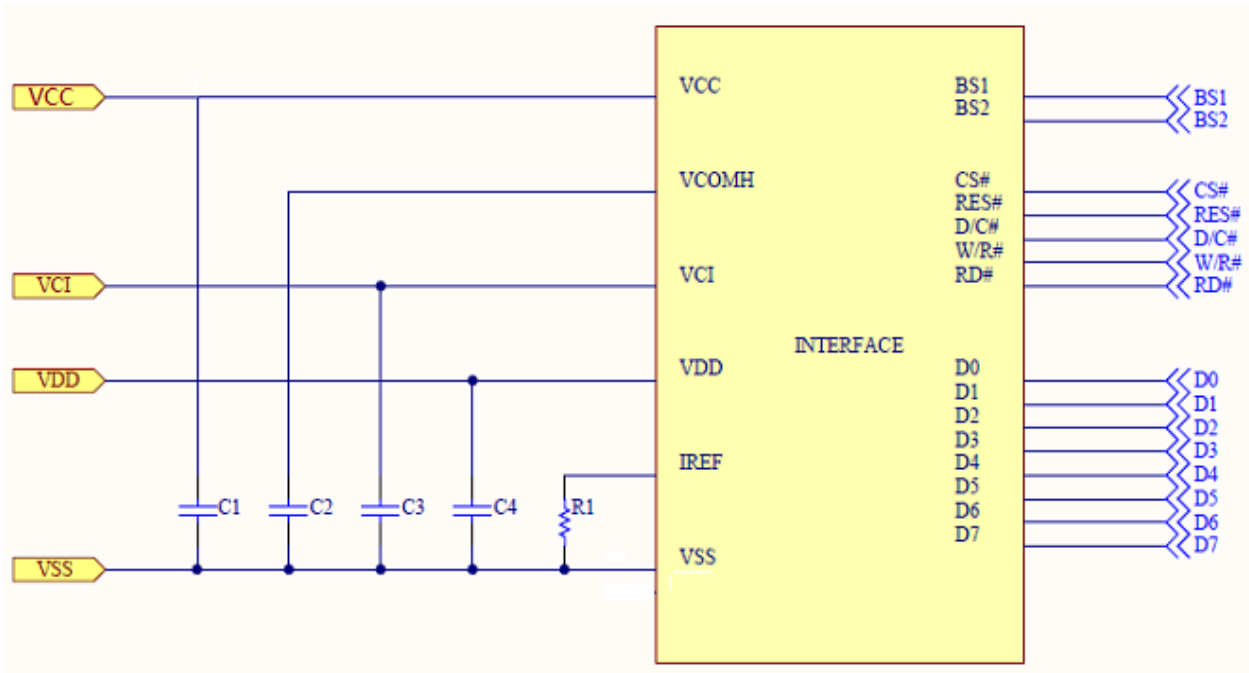 VCC
VCI
VDD
VSS
C1
C2
C3
C4
R1
VCC
VCOMH
VCI
VDD
IREF
VSS
INTERFACE
BS1
BS2
CS#
RES#
D/C#
W/R#
RD#
D0
D1
D2
D3
D4
D5
D6
D7
BS1
BS2
CS#
RES#
D/C#
W/R#
RD#
D0
D1
D2
D3
D4
D5
D6
D7